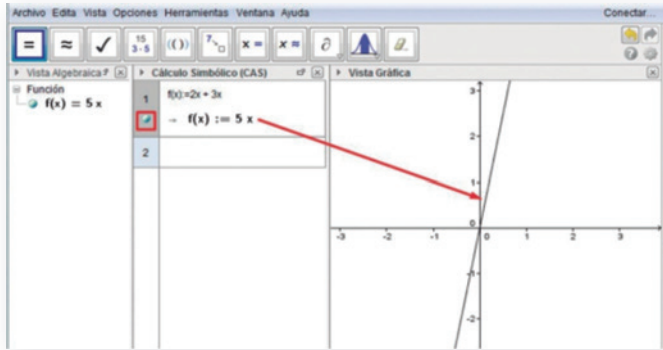 Archivo Edita Vista Opciones Herramientas Ventana Ayuda Conectar...
= ≈ ✓ 15 3·5 (( )) 7 x = x ≈ ∂
Vista Algebraica Cálculo Simbólico (CAS) Vista Gráfica
Función
f(x) = 5 x
1 f(x):=2x + 3x
→ f(x) := 5 x
2
3
2
1
0
-3 -2 -1 0 1 2 3
-1
-2